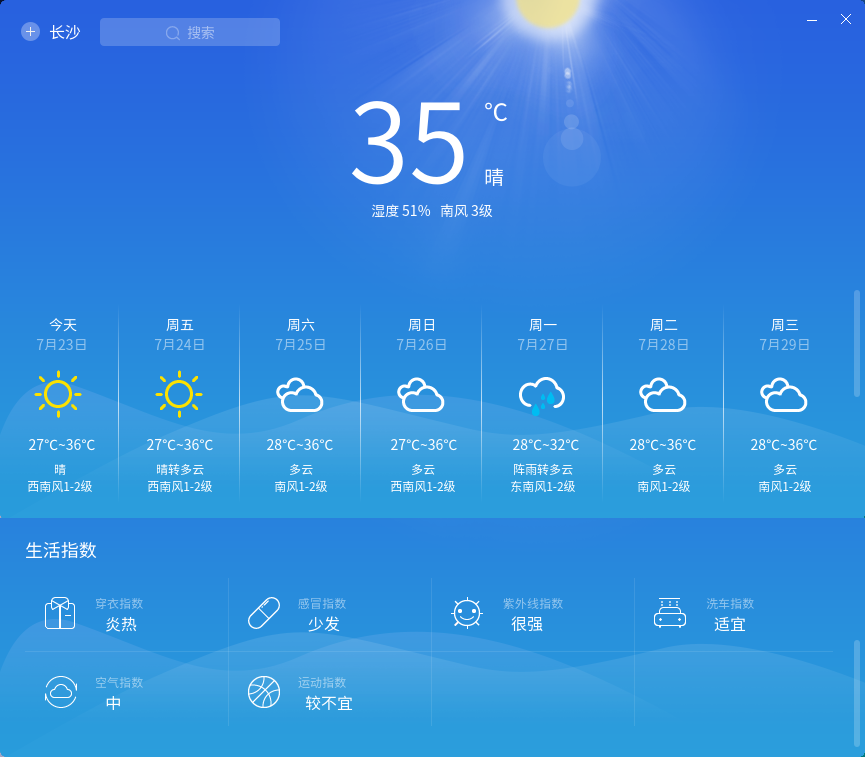 长沙
搜索
35
℃
晴
湿度 51% 南风 3级
今天 周五 周六 周日 周一 周二 周三
7月23日 7月24日 7月25日 7月26日 7月27日 7月28日 7月29日
27℃~36℃ 27℃~36℃ 28℃~36℃ 27℃~36℃ 28℃~32℃ 28℃~36℃ 28℃~36℃
晴 晴转多云 多云 多云 阵雨转多云 多云 多云
西南风1-2级 西南风1-2级 南风1-2级 西南风1-2级 东南风1-2级 南风1-2级 南风1-2级
生活指数
穿衣指数 感冒指数 紫外线指数 洗车指数
炎热 少发 很强 适宜
空气指数 运动指数
中 较不宜